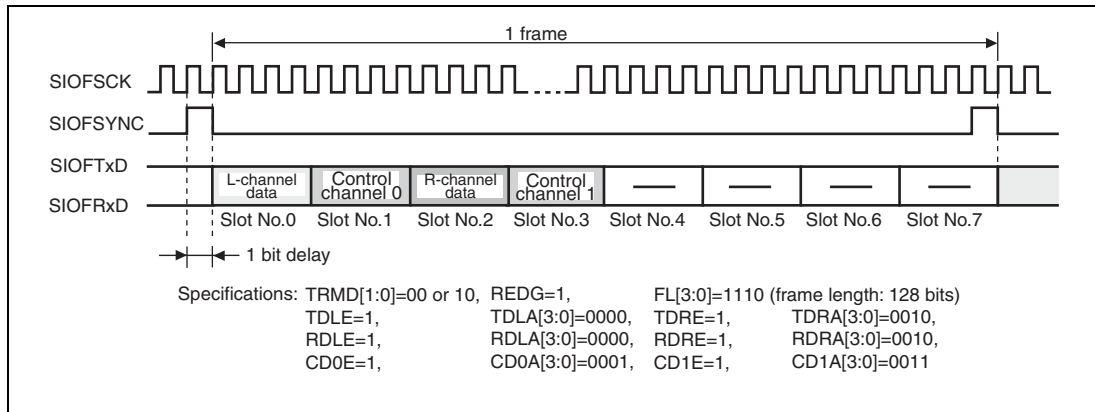 1 frame
SIOFSCK
SIOFSYNC
SIOFTxD
SIOFRxD
L-channel data
Control channel 0
R-channel data
Control channel 1
Slot No.0 Slot No.1 Slot No.2 Slot No.3 Slot No.4 Slot No.5 Slot No.6 Slot No.7
1 bit delay
Specifications: TRMD[1:0]=00 or 10, REDG=1, FL[3:0]=1110 (frame length: 128 bits)
TDLE=1, TDLA[3:0]=0000, TDRE=1, TDRA[3:0]=0010,
RDLE=1, RDLA[3:0]=0000, RDRE=1, RDRA[3:0]=0010,
CD0E=1, CD0A[3:0]=0001, CD1E=1, CD1A[3:0]=0011